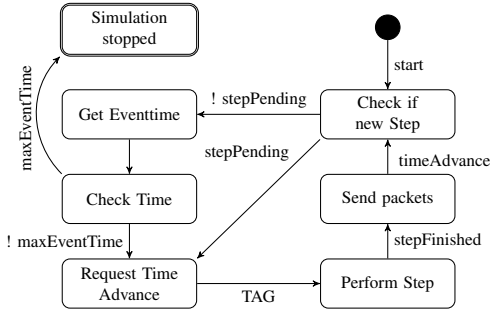 Simulation
stopped
start
maxEventTime
! stepPending
Get Eventtime
Check if
new Step
stepPending
timeAdvance
Check Time
Send packets
! maxEventTime
stepFinished
Request Time
Advance
TAG
Perform Step